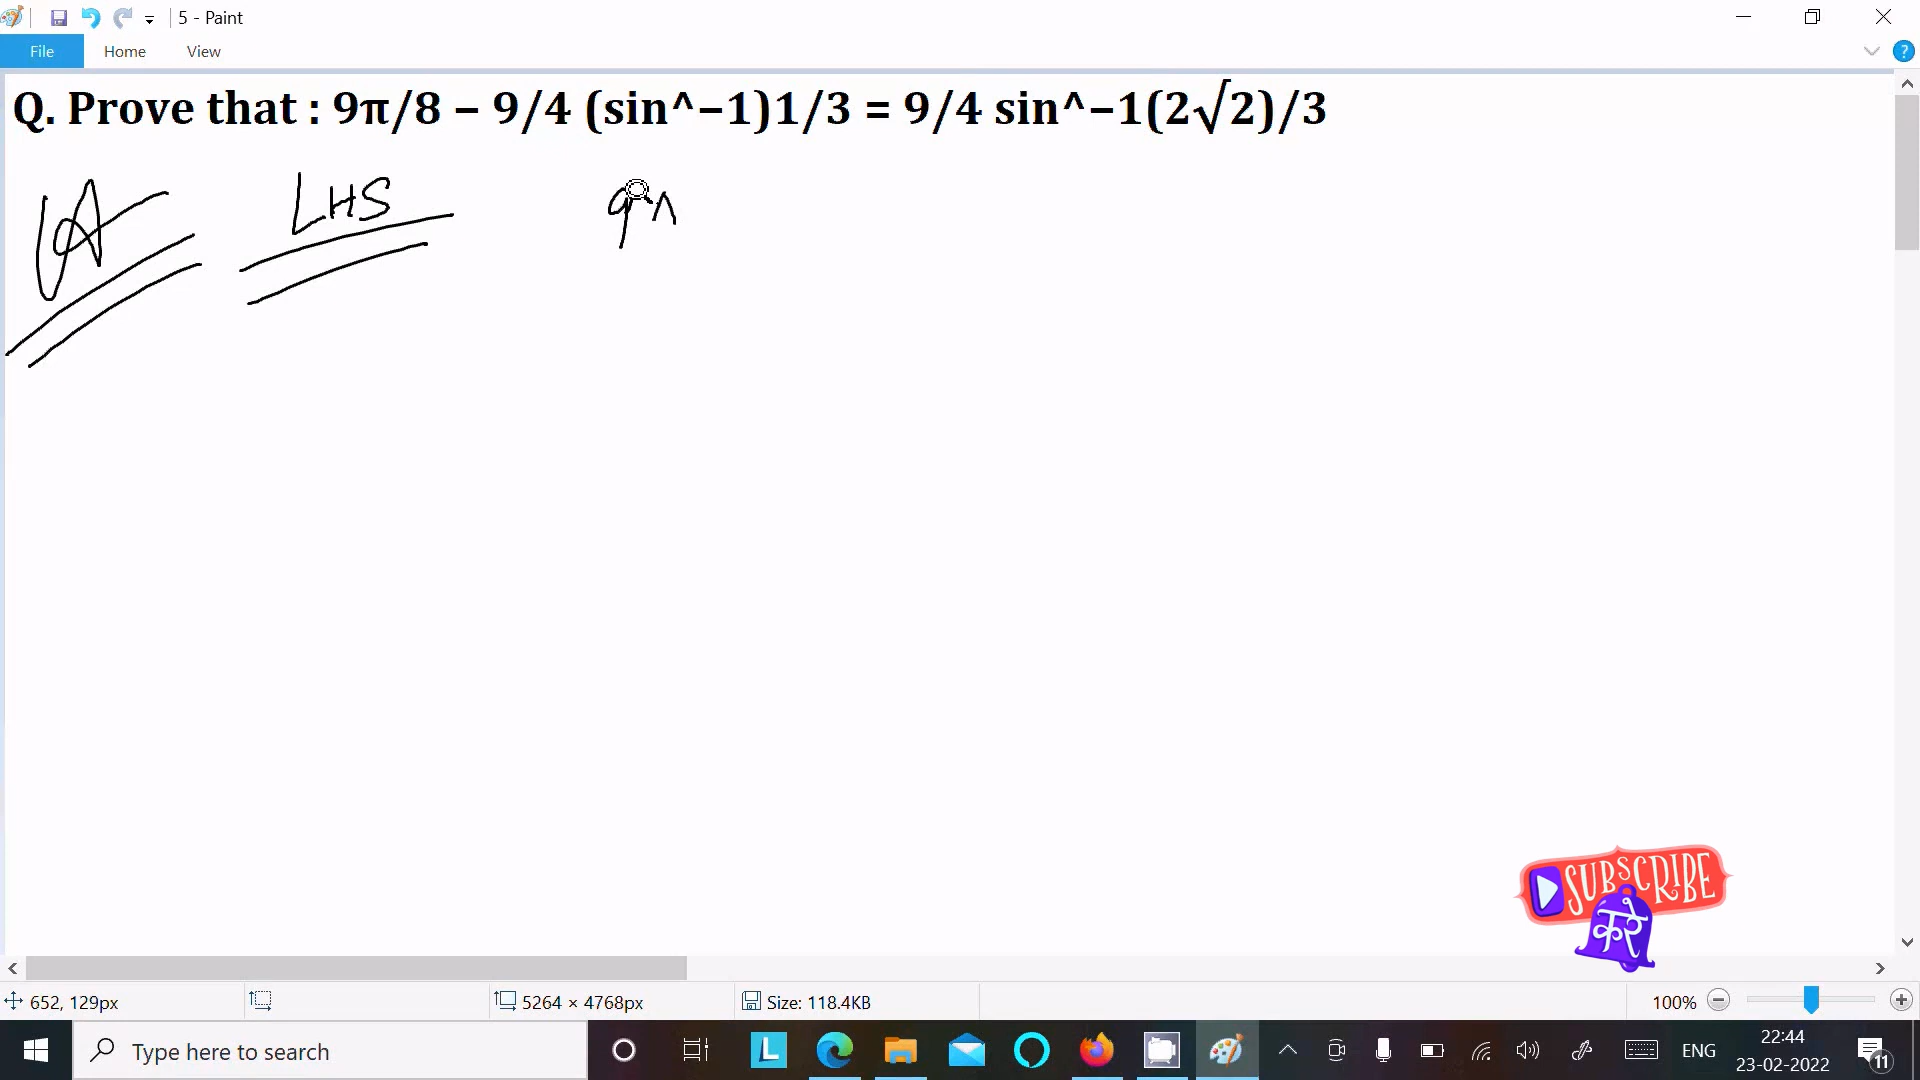 5 - Paint
File Home View
Q. Prove that : 9π/8 − 9/4 (sin^−1)1/3 = 9/4 sin^−1(2√2)/3
LHS 9
SUBSCRIBE
करे
652, 129px 5264 × 4768px Size: 118.4KB 100%
Type here to search L ENG 22:44
23-02-2022 11